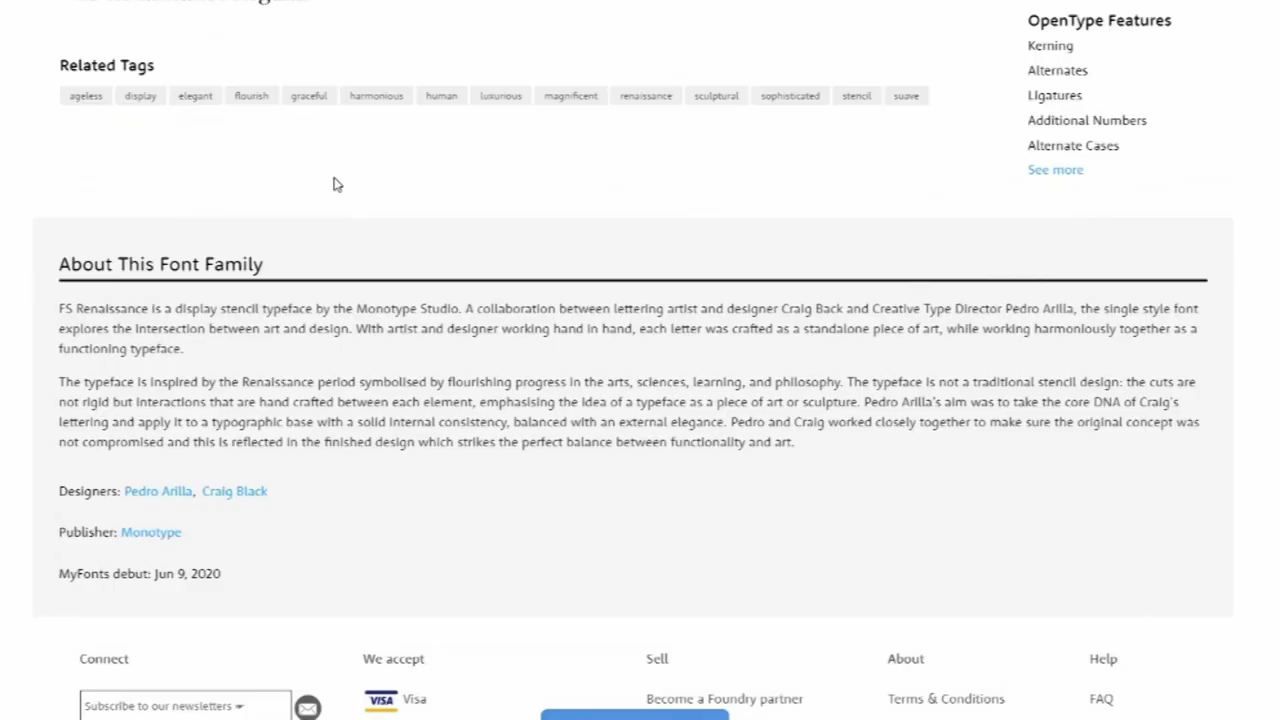 Related Tags
ageless display elegant flourish graceful harmonious human luxurious magnificent renaissance sculptural sophisticated stencil suave
OpenType Features
Kerning
Alternates
Ligatures
Additional Numbers
Alternate Cases
See more
About This Font Family
FS Renaissance is a display stencil typeface by the Monotype Studio. A collaboration between lettering artist and designer Craig Back and Creative Type Director Pedro Arilla, the single style font
explores the intersection between art and design. With artist and designer working hand in hand, each letter was crafted as a standalone piece of art, while working harmoniously together as a
functioning typeface.
The typeface is inspired by the Renaissance period symbolised by flourishing progress in the arts, sciences, learning, and philosophy. The typeface is not a traditional stencil design: the cuts are
not rigid but interactions that are hand crafted between each element, emphasising the idea of a typeface as a piece of art or sculpture. Pedro Arilla's aim was to take the core DNA of Craig's
lettering and apply it to a typographic base with a solid internal consistency, balanced with an external elegance. Pedro and Craig worked closely together to make sure the original concept was
not compromised and this is reflected in the finished design which strikes the perfect balance between functionality and art.
Designers: Pedro Arilla, Craig Black
Publisher: Monotype
MyFonts debut: Jun 9, 2020
Connect
Subscribe to our newsletters
We accept
VISA Visa
Sell
Become a Foundry partner
About
Terms & Conditions
Help
FAQ